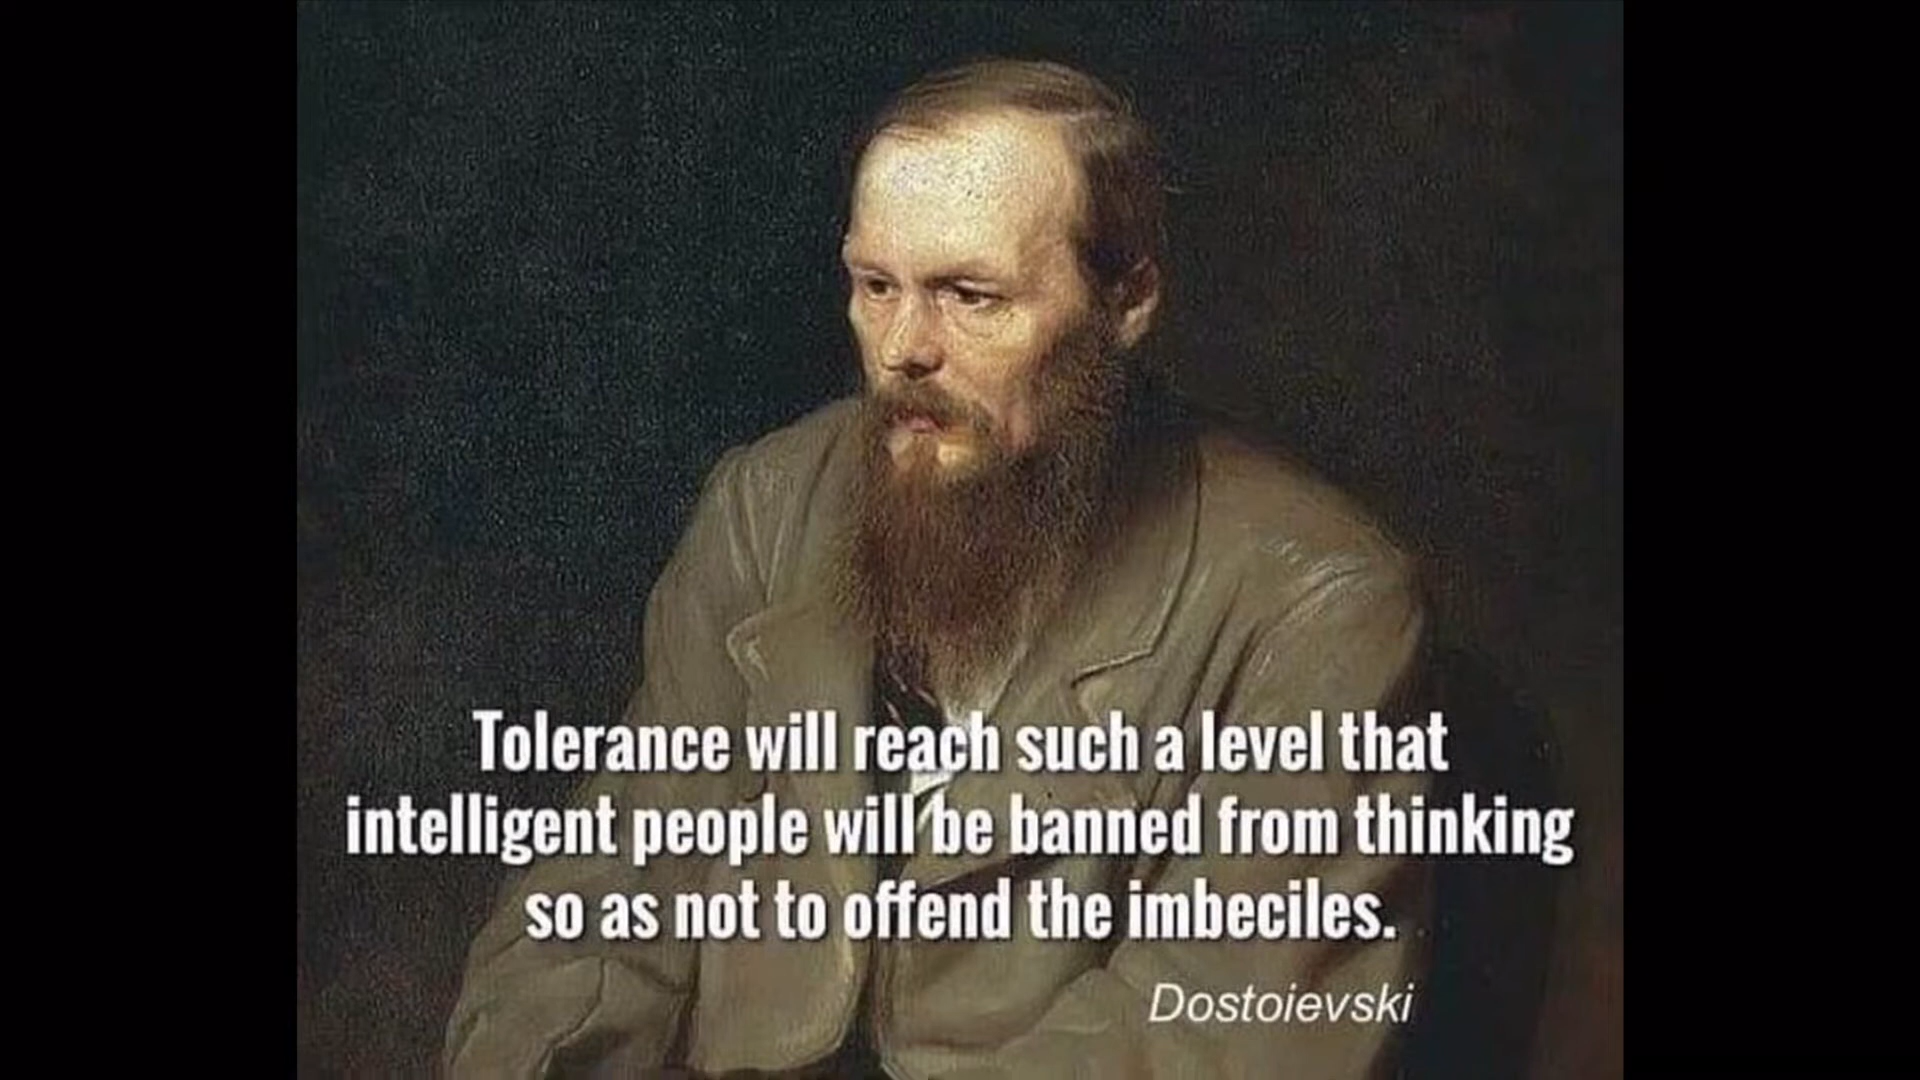 Tolerance will reach such a level that
intelligent people will be banned from thinking
so as not to offend the imbeciles.
Dostoievski